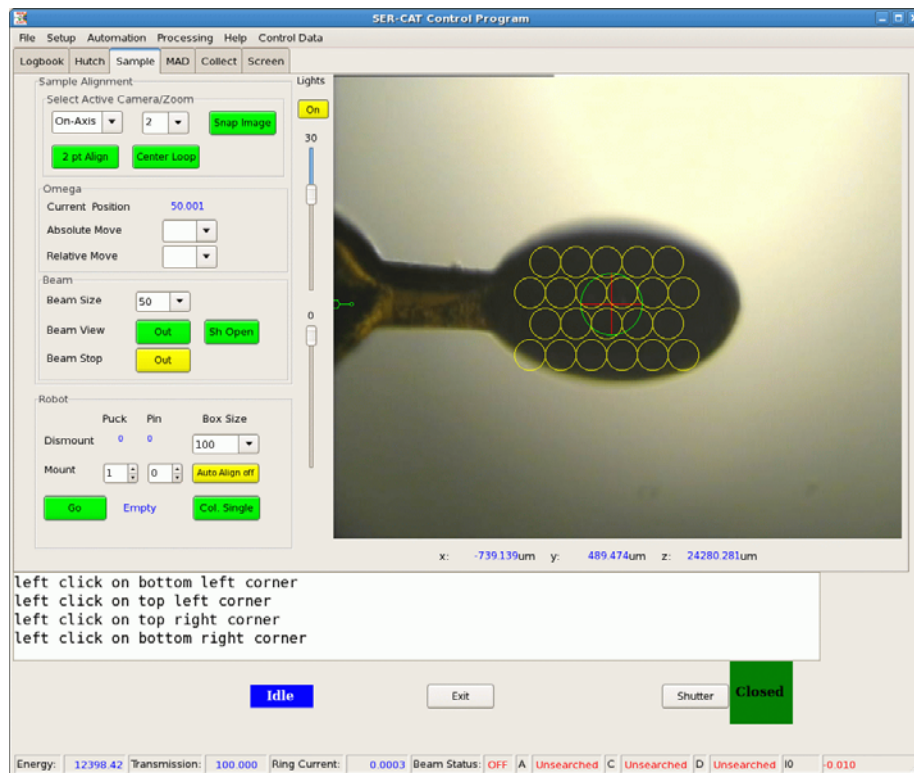 SER-CAT Control Program
File Setup Automation Processing Help Control Data
Logbook Hutch Sample MAD Collect Screen
Sample Alignment
Lights
Select Active Camera/Zoom
On-Axis 2 Snap Image
On
2 pt Align Center Loop
30
Omega
Current Position 50.001
Absolute Move
Relative Move
Beam
Beam Size 50
0
Beam View Out Sh Open
Beam Stop Out
Robot
Puck Pin Box Size
Dismount 0 0 100
Mount 1 0 Auto Align off
Go Empty Col. Single
x: -739.139um y: 489.474um z: 24280.281um
left click on bottom left corner
left click on top left corner
left click on top right corner
left click on bottom right corner
Idle Exit Shutter Closed
Energy: 12398.42 Transmission: 100.000 Ring Current: 0.0003 Beam Status: OFF A Unsearched C Unsearched D Unsearched I0 -0.010